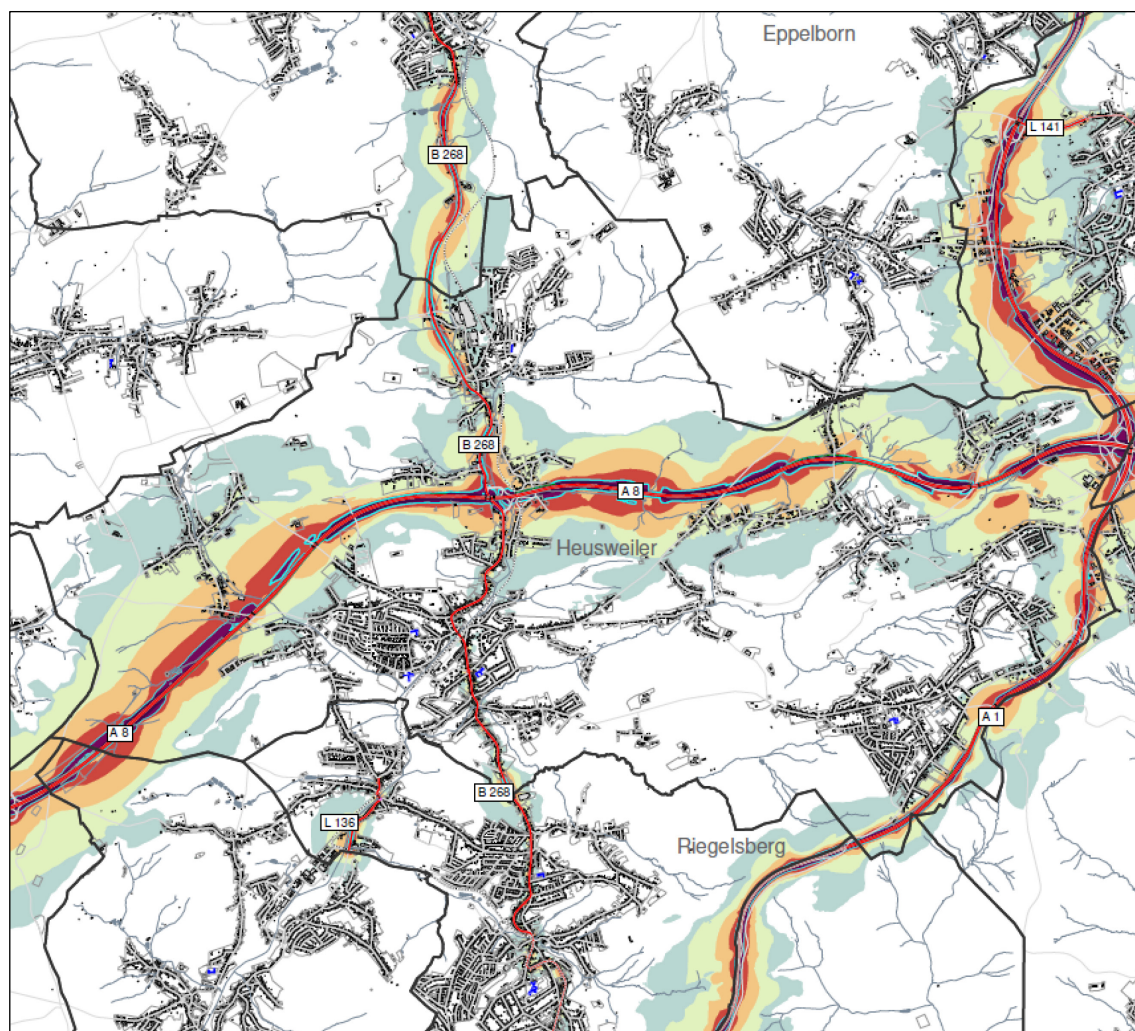 Eppelborn
L 141
B 268
B 268
A 8
Heusweiler
A 1
A 8
B 268
L 136
Riegelsberg